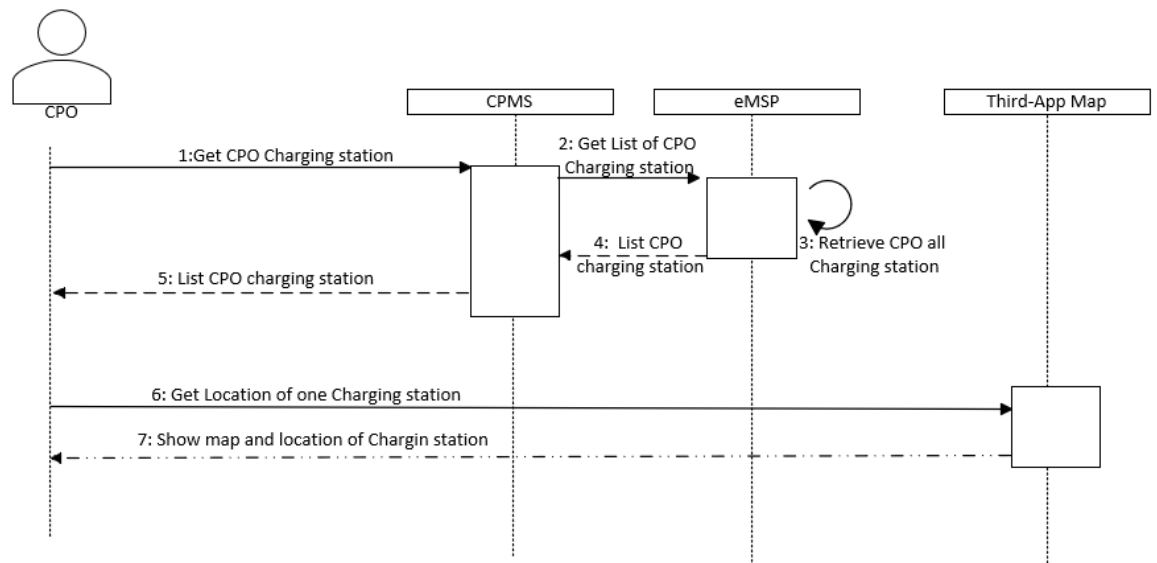 CPO
CPMS
eMSP
Third-App Map
1:Get CPO Charging station
2: Get List of CPO
Charging station
3: Retrieve CPO all
Charging station
4:  List CPO
charging station
5: List CPO charging station
6: Get Location of one Charging station
7: Show map and location of Chargin station